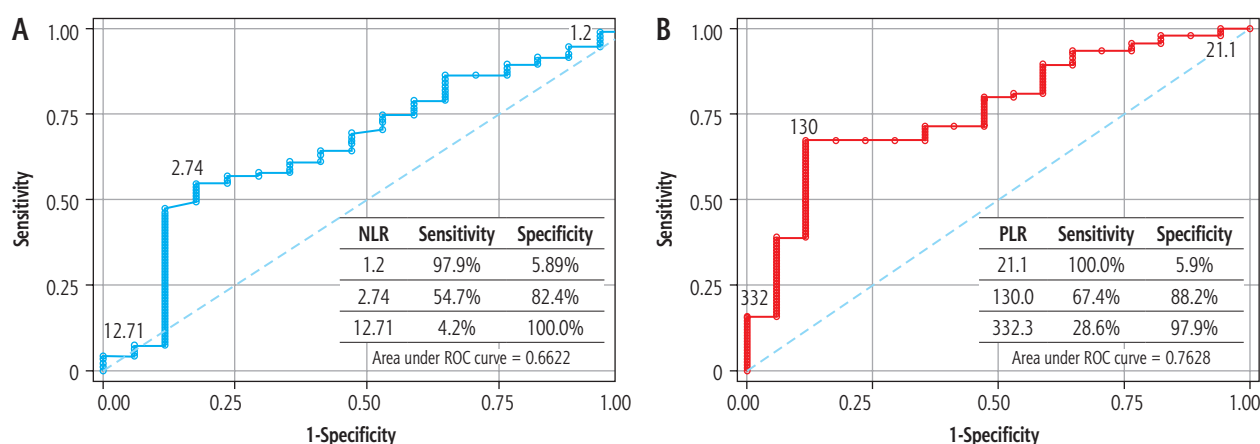 A
1.00
0.75
0.50
0.25
0
Sensitivity
1.2
2.74
12.71
NLR Sensitivity Specificity
1.2 97.9% 5.89%
2.74 54.7% 82.4%
12.71 4.2% 100.0%
Area under ROC curve = 0.6622
0.00 0.25 0.50 0.75 1.00
1-Specificity
B
1.00
0.75
0.50
0.25
0
Sensitivity
21.1
130
332
PLR Sensitivity Specificity
21.1 100.0% 5.9%
130.0 67.4% 88.2%
332.3 28.6% 97.9%
Area under ROC curve = 0.7628
0.00 0.25 0.50 0.75 1.00
1-Specificity